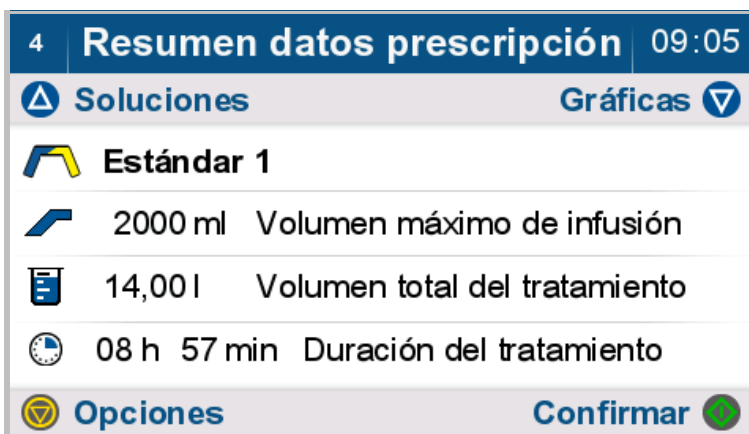 4 Resumen datos prescripción 09:05
Soluciones Gráficas
Estándar 1
2000 ml Volumen máximo de infusión
14,00 l Volumen total del tratamiento
08 h 57 min Duración del tratamiento
Opciones Confirmar